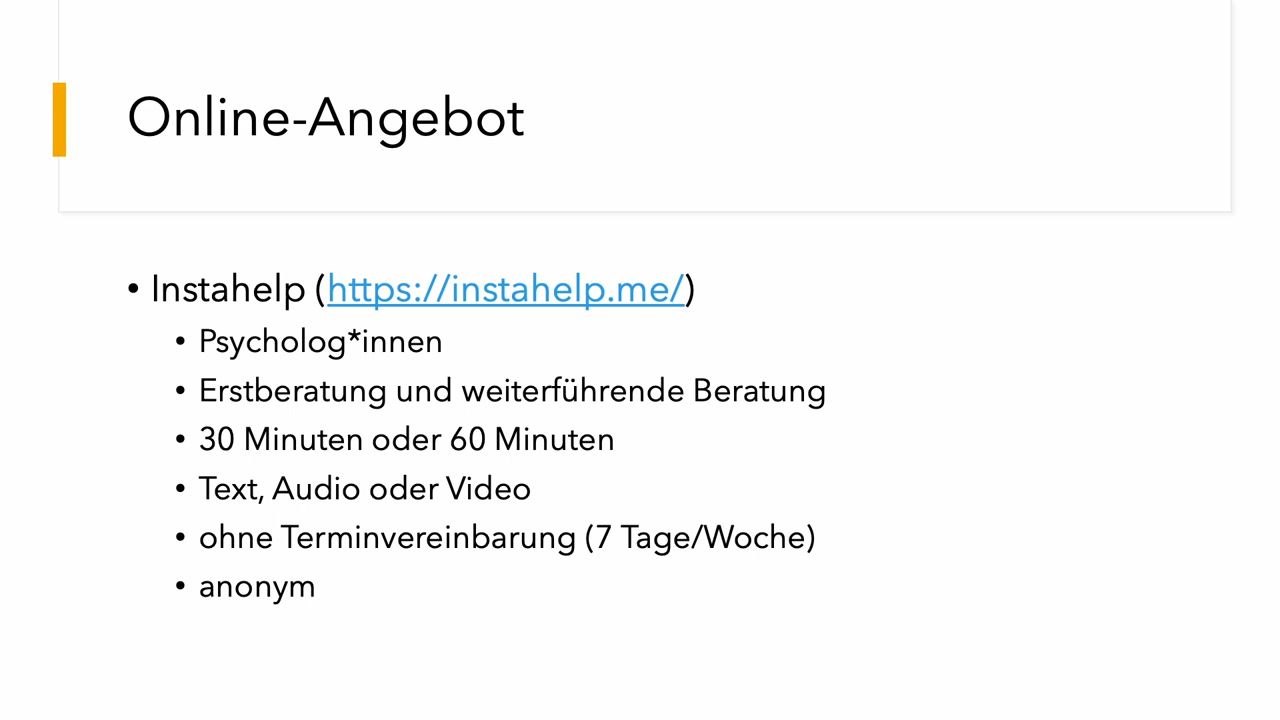 Online-Angebot
• Instahelp (https://instahelp.me/)
• Psycholog*innen
• Erstberatung und weiterführende Beratung
• 30 Minuten oder 60 Minuten
• Text, Audio oder Video
• ohne Terminvereinbarung (7 Tage/Woche)
• anonym